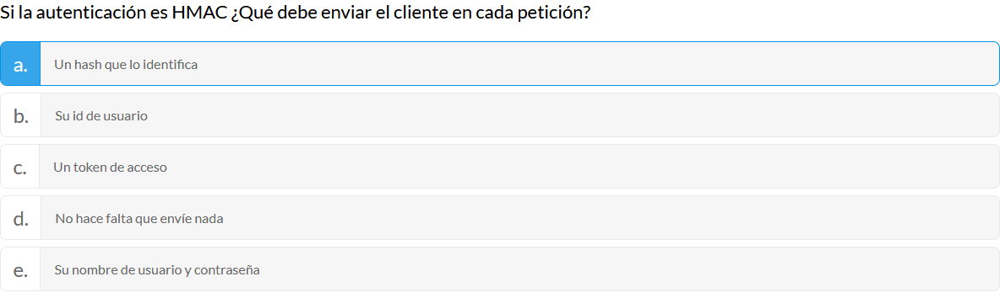 Si la autenticación es HMAC ¿Qué debe enviar el cliente en cada petición?
a. Un hash que lo identifica
b. Su id de usuario
c. Un token de acceso
d. No hace falta que envíe nada
e. Su nombre de usuario y contraseña